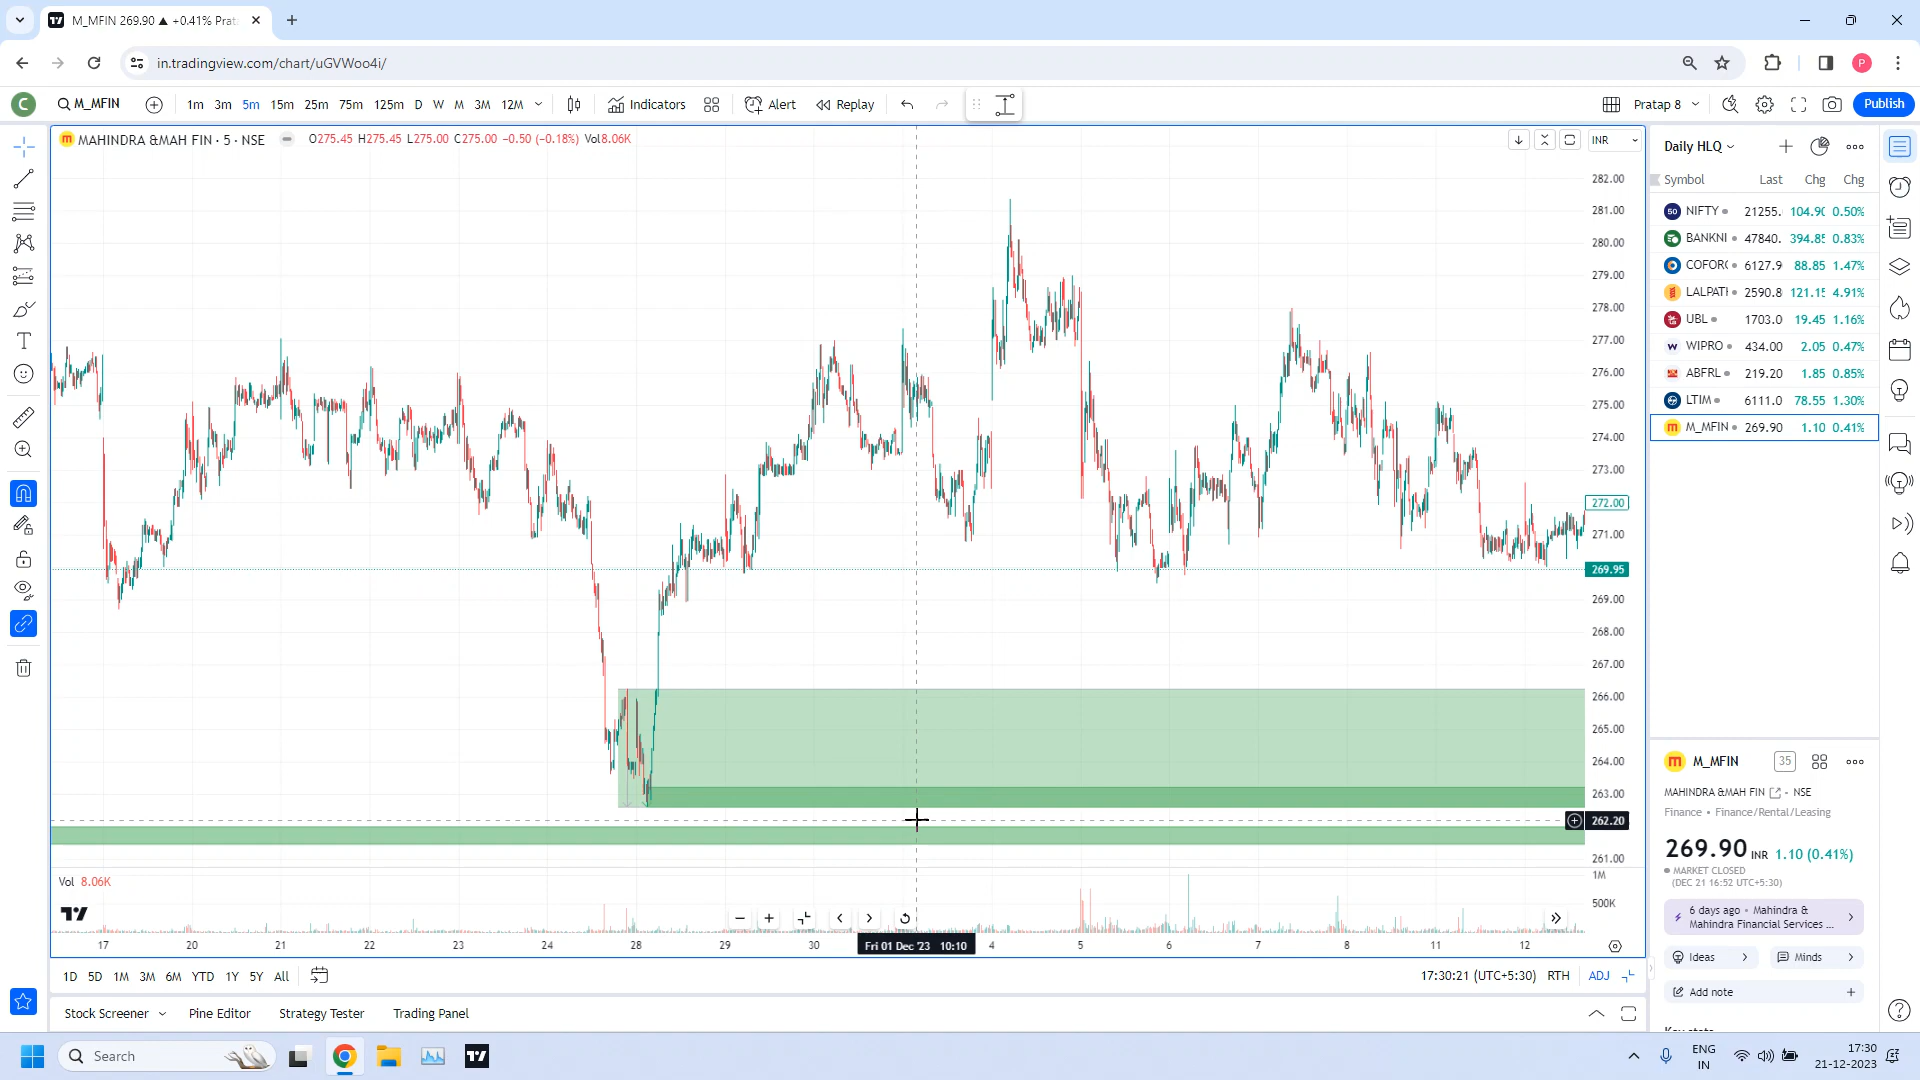 M_MFIN 269.90 ▲ +0.41% Prat
in.tradingview.com/chart/uGVWoo4i/
P
C M_MFIN 1m 3m 5m 15m 25m 75m 125m D W M 3M 12M Indicators Alert Replay Pratap 8 Publish
MAHINDRA &MAH FIN · 5 · NSE O275.45 H275.45 L275.00 C275.00 −0.50 (−0.18%) Vol8.06K
INR
282.00
281.00
280.00
279.00
278.00
277.00
276.00
275.00
274.00
273.00
272.00
271.00
269.95
269.00
268.00
267.00
266.00
265.00
264.00
263.00
262.20
261.00
Vol 8.06K
1M
500K
17 20 21 22 23 24 28 29 30 Fri 01 Dec '23 10:10 4 5 6 7 8 11 12
1D 5D 1M 3M 6M YTD 1Y 5Y All 17:30:21 (UTC+5:30) RTH ADJ
Stock Screener Pine Editor Strategy Tester Trading Panel
Daily HLQ
Symbol Last Chg Chg
50 NIFTY 21255. 104.90 0.50%
BANKNI 47840. 394.85 0.83%
COFORG 6127.9 88.85 1.47%
LALPATH 2590.8 121.15 4.91%
UBL 1703.0 19.45 1.16%
W WIPRO 434.00 2.05 0.47%
ABFRL 219.20 1.85 0.85%
LTIM 6111.0 78.55 1.30%
m M_MFIN 269.90 1.10 0.41%
m M_MFIN 35
MAHINDRA &MAH FIN - NSE
Finance • Finance/Rental/Leasing
269.90 INR 1.10 (0.41%)
MARKET CLOSED
(DEC 21 16:52 UTC+5:30)
6 days ago • Mahindra &
Mahindra Financial Services ...
Ideas Minds
Add note
Search
ENG
IN
17:30
21-12-2023